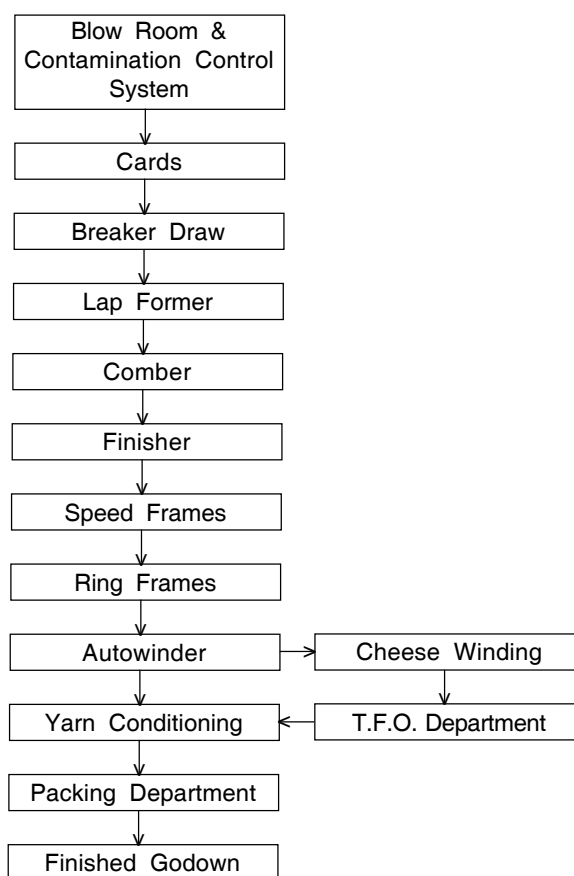 Blow Room &
Contamination Control
System
Cards
Breaker Draw
Lap Former
Comber
Finisher
Speed Frames
Ring Frames
Autowinder
Cheese Winding
Yarn Conditioning
T.F.O. Department
Packing Department
Finished Godown